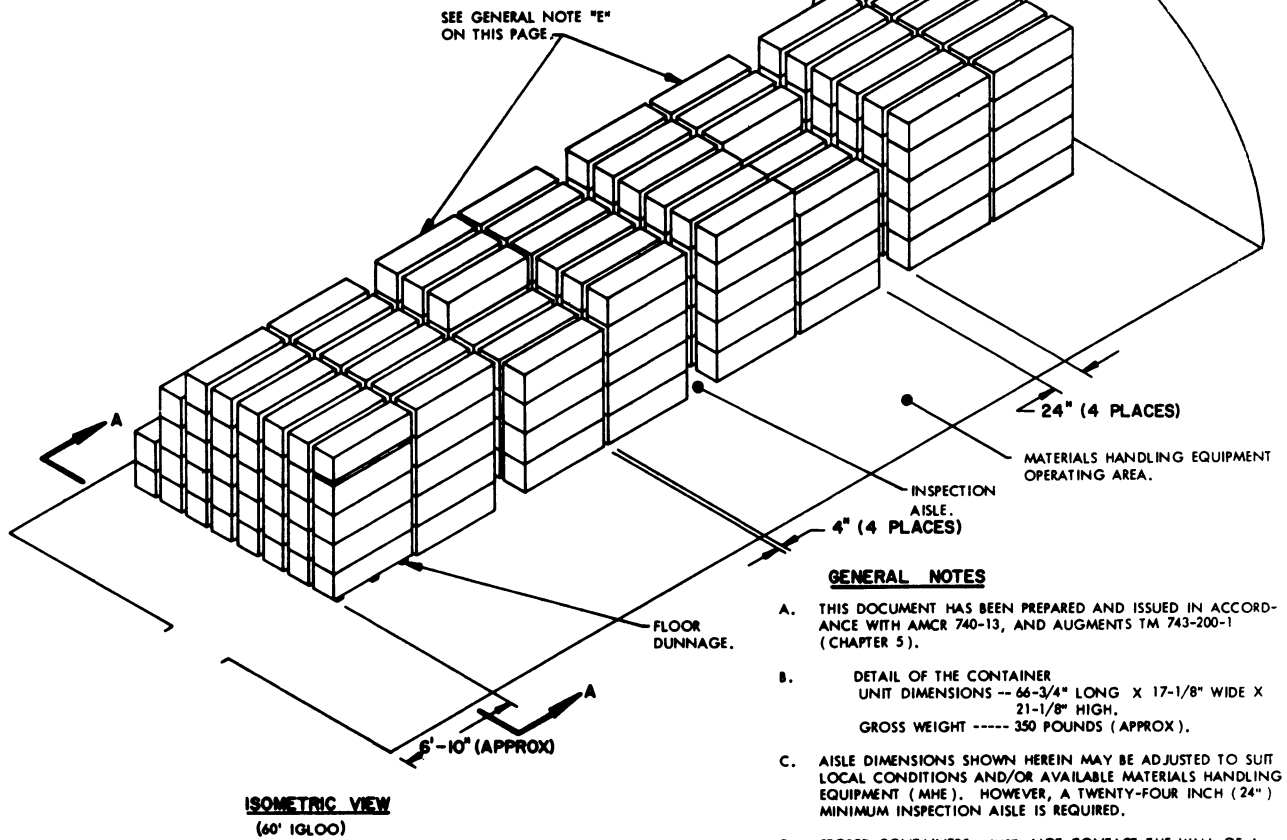 SEE GENERAL NOTE "E"
ON THIS PAGE.
A
24" (4 PLACES)
MATERIALS HANDLING EQUIPMENT
OPERATING AREA.
INSPECTION
AISLE.
4" (4 PLACES)
FLOOR
DUNNAGE.
A
6'-10" (APPROX)
ISOMETRIC VIEW
(60' IGLOO)
GENERAL NOTES
A. THIS DOCUMENT HAS BEEN PREPARED AND ISSUED IN ACCORD-
ANCE WITH AMCR 740-13, AND AUGMENTS TM 743-200-1
(CHAPTER 5).
B. DETAIL OF THE CONTAINER
UNIT DIMENSIONS -- 66-3/4" LONG X 17-1/8" WIDE X
21-1/8" HIGH.
GROSS WEIGHT ----- 350 POUNDS (APPROX).
C. AISLE DIMENSIONS SHOWN HEREIN MAY BE ADJUSTED TO SUIT
LOCAL CONDITIONS AND/OR AVAILABLE MATERIALS HANDLING
EQUIPMENT (MHE). HOWEVER, A TWENTY-FOUR INCH (24")
MINIMUM INSPECTION AISLE IS REQUIRED.